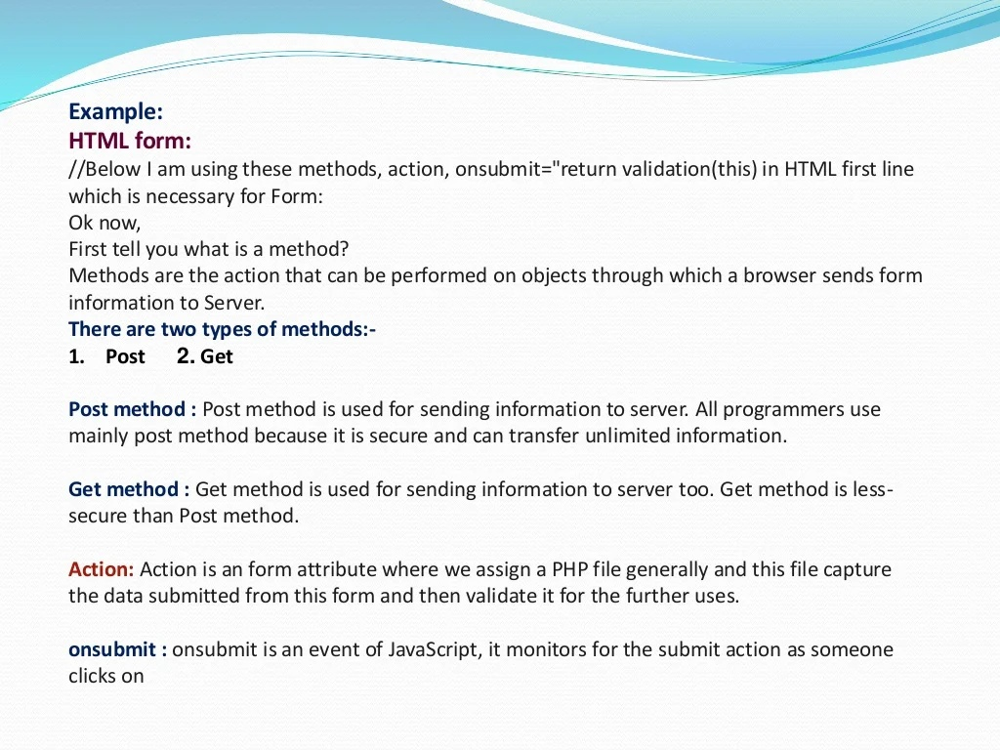 Example:
HTML form:
//Below I am using these methods, action, onsubmit="return validation(this) in HTML first line
which is necessary for Form:
Ok now,
First tell you what is a method?
Methods are the action that can be performed on objects through which a browser sends form
information to Server.
There are two types of methods:-
1. Post 2. Get
Post method : Post method is used for sending information to server. All programmers use
mainly post method because it is secure and can transfer unlimited information.
Get method : Get method is used for sending information to server too. Get method is less-
secure than Post method.
Action: Action is an form attribute where we assign a PHP file generally and this file capture
the data submitted from this form and then validate it for the further uses.
onsubmit : onsubmit is an event of JavaScript, it monitors for the submit action as someone
clicks on